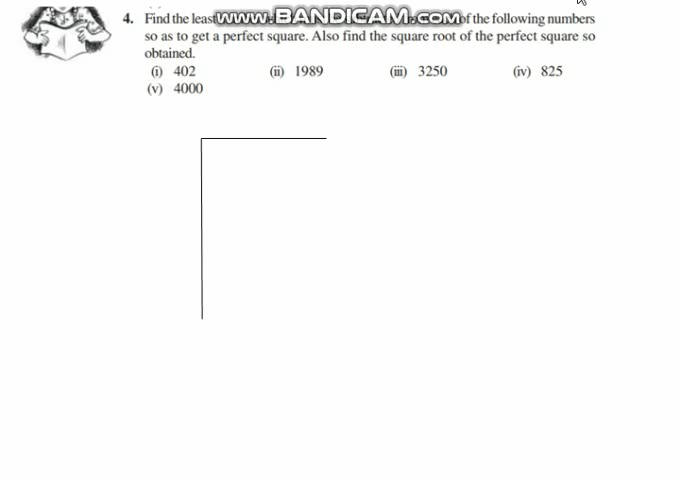 4. Find the least WWW.BANDICAM.COM of the following numbers
so as to get a perfect square. Also find the square root of the perfect square so
obtained.
(i) 402 (ii) 1989 (iii) 3250 (iv) 825
(v) 4000